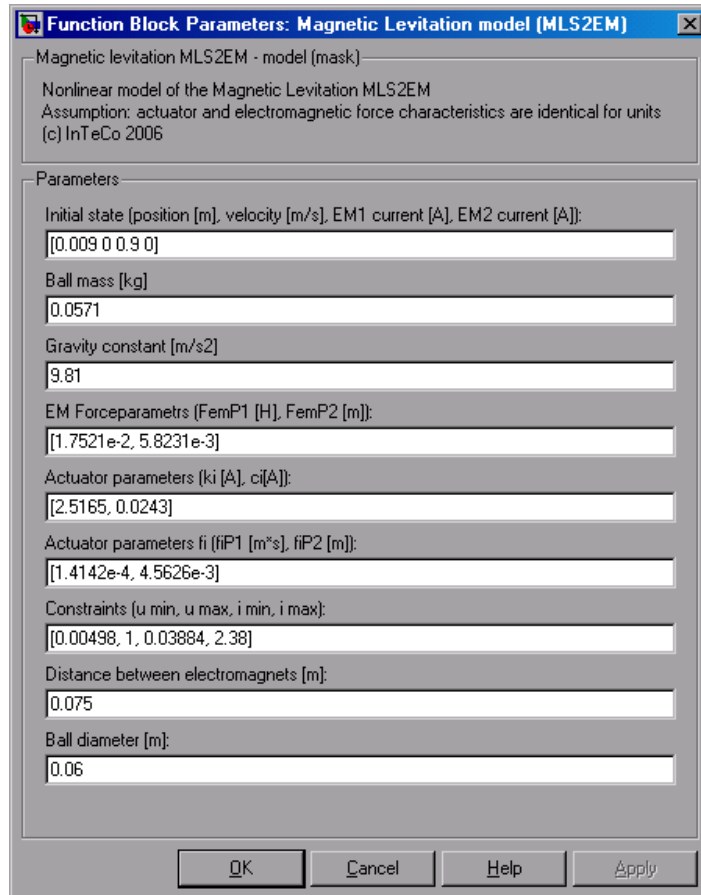 Function Block Parameters: Magnetic Levitation model (MLS2EM)
Magnetic levitation MLS2EM - model (mask)
Nonlinear model of the Magnetic Levitation MLS2EM
Assumption: actuator and electromagnetic force characteristics are identical for units
(c) InTeCo 2006
Parameters
Initial state (position [m], velocity [m/s], EM1 current [A], EM2 current [A]):
[0.009 0 0.9 0]
Ball mass [kg]
0.0571
Gravity constant [m/s2]
9.81
EM Forceparametrs (FemP1 [H], FemP2 [m]):
[1.7521e-2, 5.8231e-3]
Actuator parameters (ki [A], ci[A]):
[2.5165, 0.0243]
Actuator parameters fi (fiP1 [m*s], fiP2 [m]):
[1.4142e-4, 4.5626e-3]
Constraints (u min, u max, i min, i max):
[0.00498, 1, 0.03884, 2.38]
Distance between electromagnets [m]:
0.075
Ball diameter [m]:
0.06
OK Cancel Help Apply